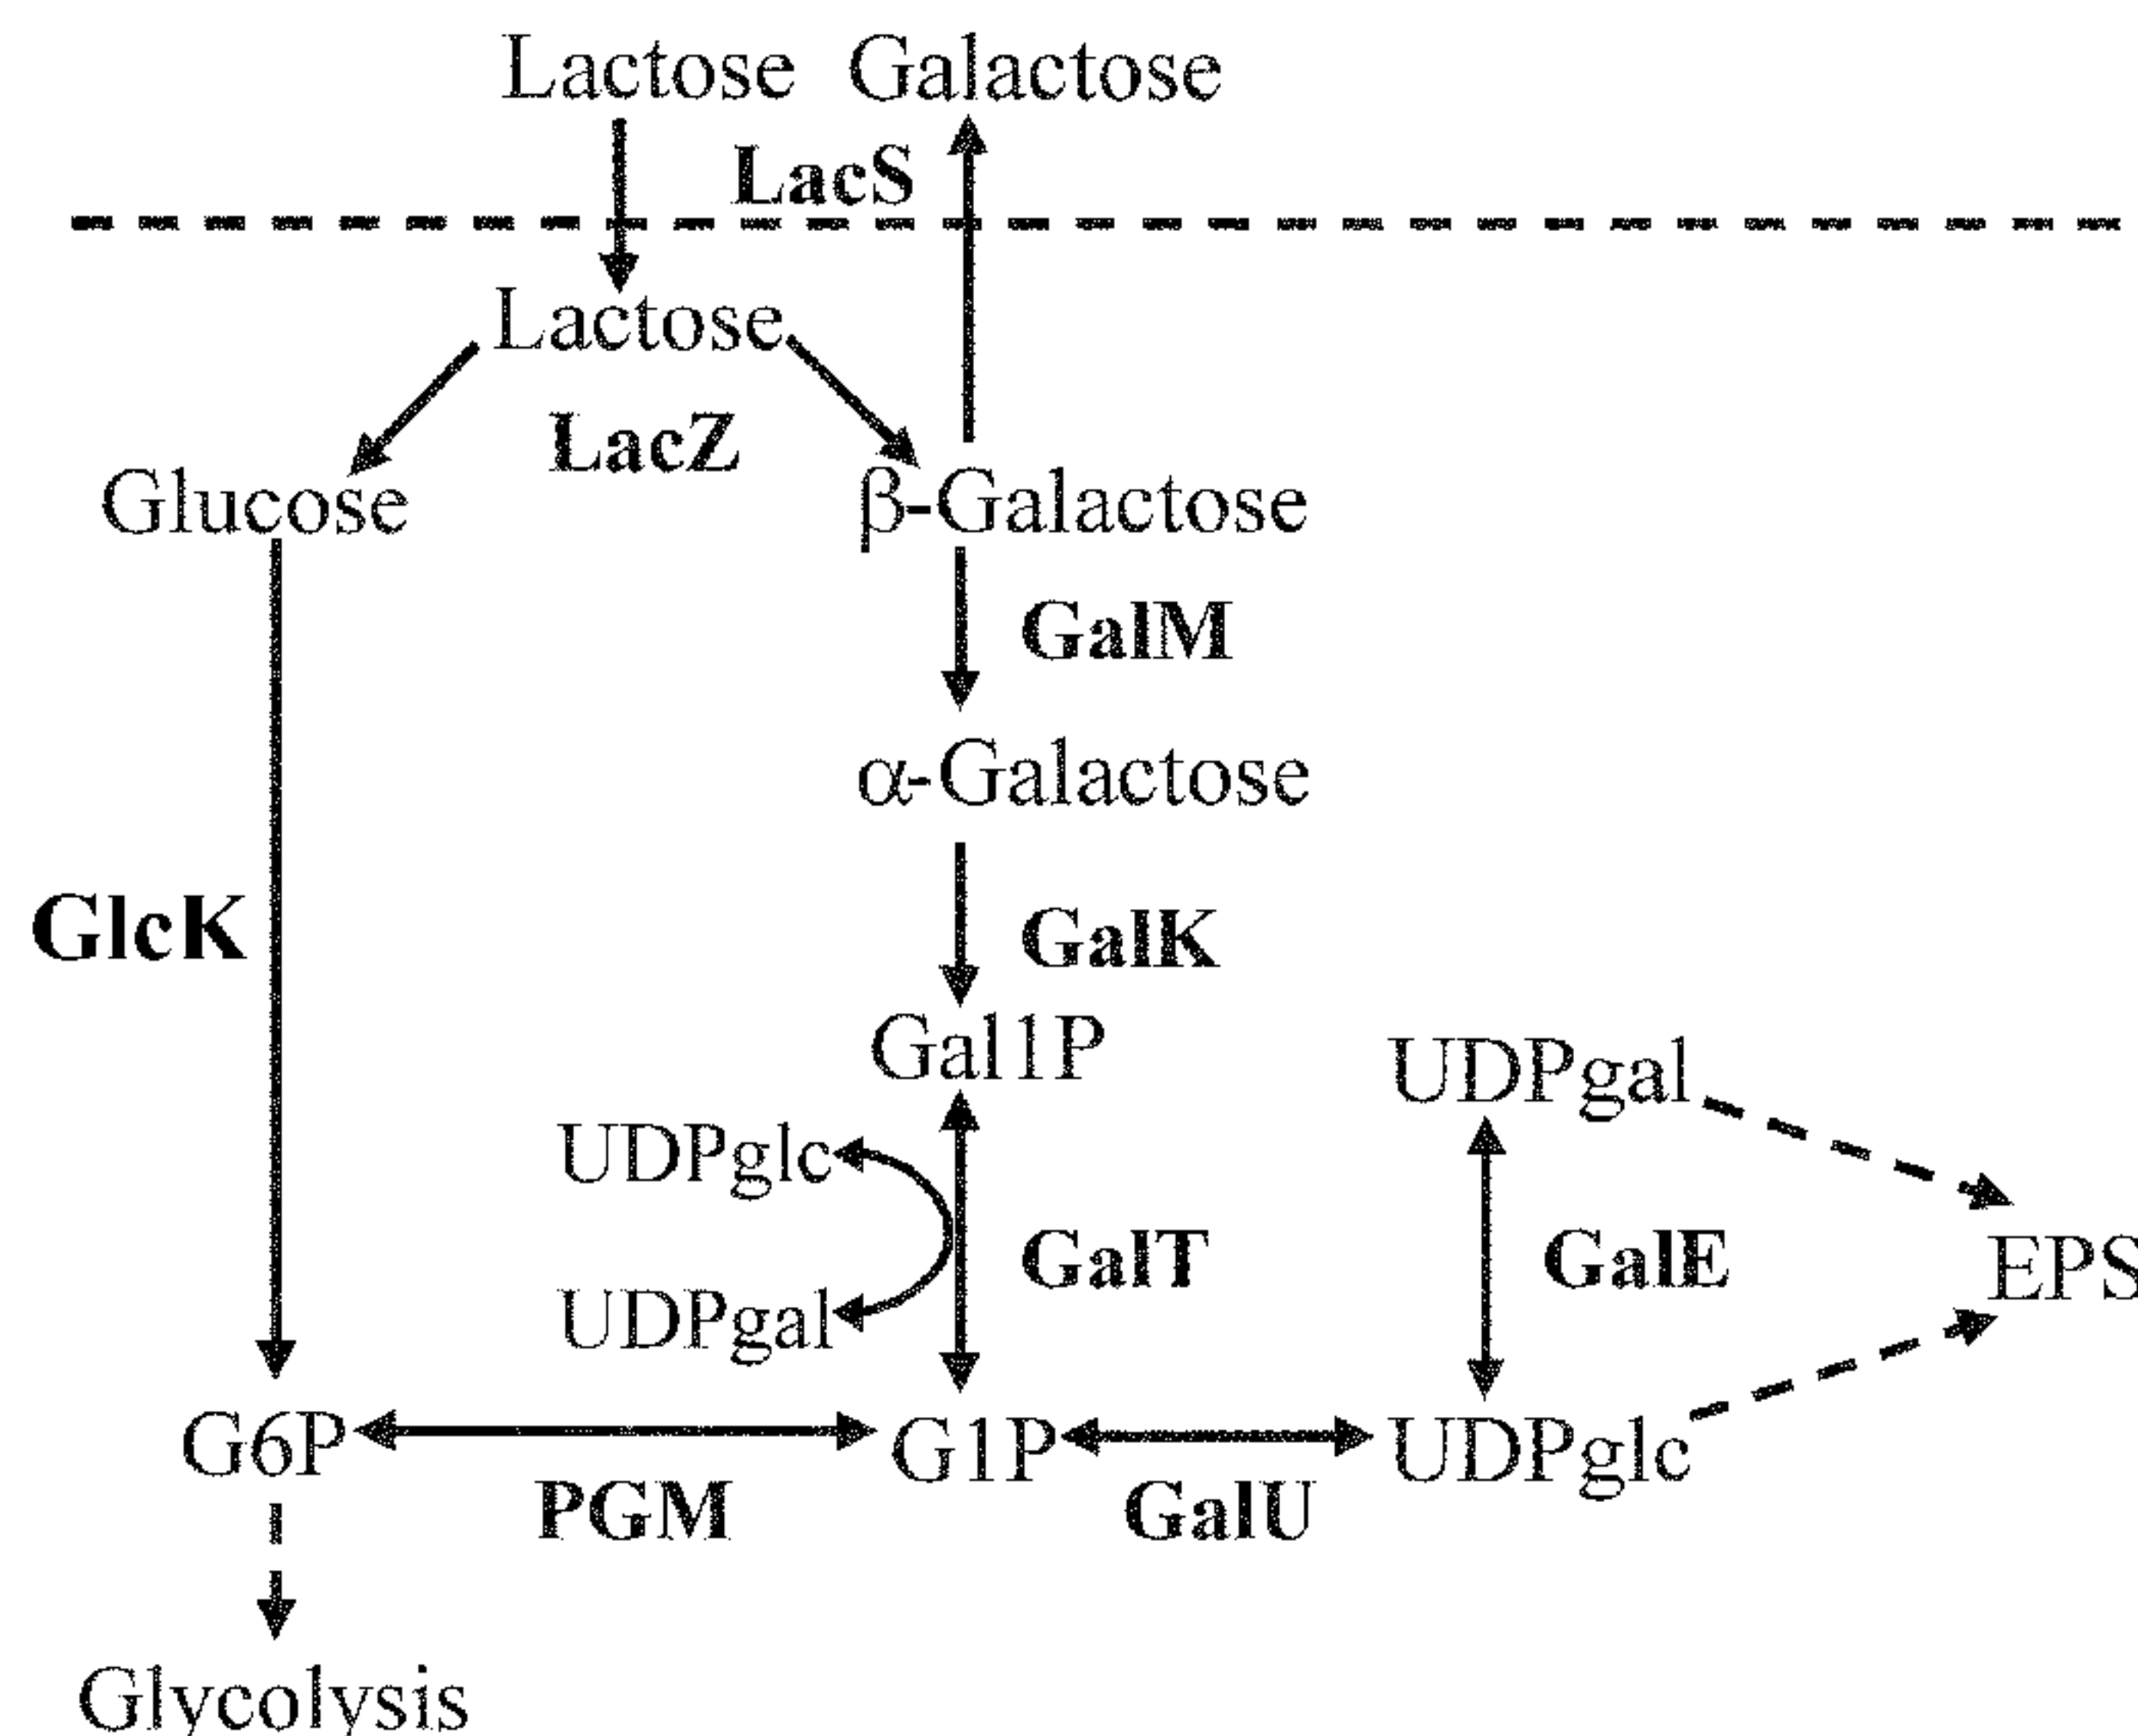 Lactose Galactose
LacS
Lactose
LacZ
Glucose
β-Galactose
GalM
α-Galactose
GlcK
GalK
Gal1P
UDPgal
UDPglc
GalT
GalE
EPS
UDPgal
G6P
G1P
UDPglc
PGM
GalU
Glycolysis